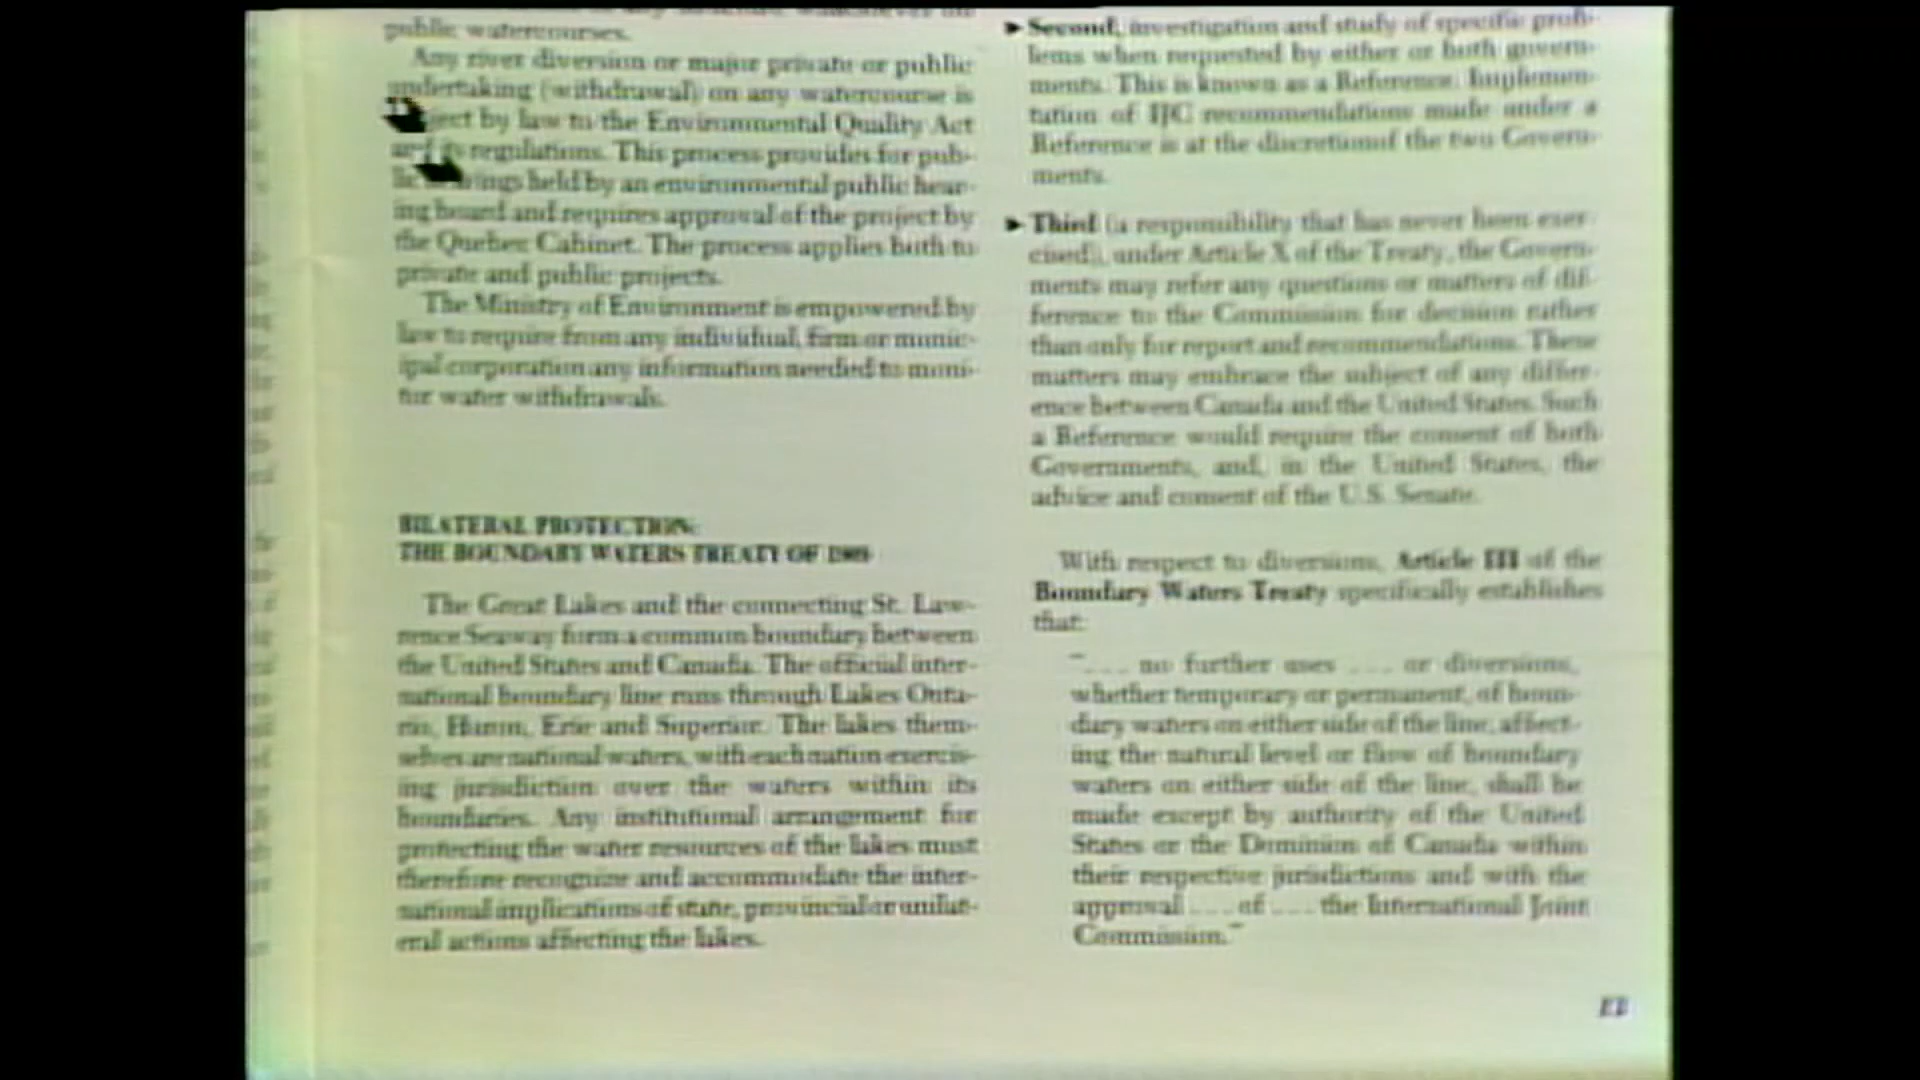 public watercourses.
Any river diversion or major private or public
undertaking (withdrawal) on any watercourse is
ject by law to the Environmental Quality Act
and its regulations. This process provides for pub-
lic hearings held by an environmental public hear-
ing board and requires approval of the project by
the Quebec Cabinet. The process applies both to
private and public projects.
The Ministry of Environment is empowered by
law to require from any individual, firm or munic-
ipal corporation any information needed to moni-
tor water withdrawals.
BILATERAL PROTECTION:
THE BOUNDARY WATERS TREATY OF 1909
The Great Lakes and the connecting St. Law-
rence Seaway form a common boundary between
the United States and Canada. The official inter-
national boundary line runs through Lakes Onta-
rio, Huron, Erie and Superior. The lakes them-
selves are national waters, with each nation exercis-
ing jurisdiction over the waters within its
boundaries. Any institutional arrangement for
protecting the water resources of the lakes must
therefore recognize and accommodate the inter-
national implications of state, provincial or unilat-
eral actions affecting the lakes.
► Second, investigation and study of specific prob-
lems when requested by either or both govern-
ments. This is known as a Reference. Implemen-
tation of IJC recommendations made under a
Reference is at the discretion of the two Govern-
ments.
► Third (a responsibility that has never been exer-
cised), under Article X of the Treaty, the Govern-
ments may refer any questions or matters of dif-
ference to the Commission for decision rather
than only for report and recommendations. These
matters may embrace the subject of any differ-
ence between Canada and the United States. Such
a Reference would require the consent of both
Governments, and, in the United States, the
advice and consent of the U.S. Senate.
With respect to diversions, Article III of the
Boundary Waters Treaty specifically establishes
that:
"... no further uses ... or diversions,
whether temporary or permanent, of boun-
dary waters on either side of the line, affect-
ing the natural level or flow of boundary
waters on either side of the line, shall be
made except by authority of the United
States or the Dominion of Canada within
their respective jurisdictions and with the
approval ... of ... the International Joint
Commission."